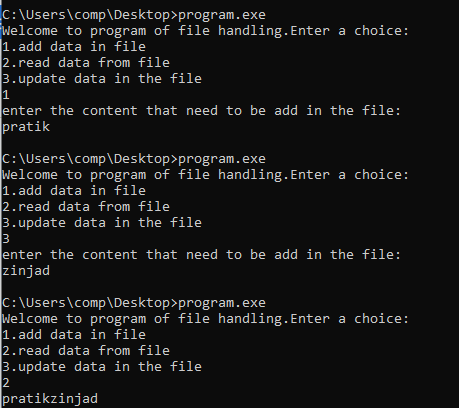 C:\Users\comp\Desktop>program.exe
Welcome to program of file handling.Enter a choice:
1.add data in file
2.read data from file
3.update data in the file
1
enter the content that need to be add in the file:
pratik
C:\Users\comp\Desktop>program.exe
Welcome to program of file handling.Enter a choice:
1.add data in file
2.read data from file
3.update data in the file
3
enter the content that need to be add in the file:
zinjad
C:\Users\comp\Desktop>program.exe
Welcome to program of file handling.Enter a choice:
1.add data in file
2.read data from file
3.update data in the file
2
pratikzinjad